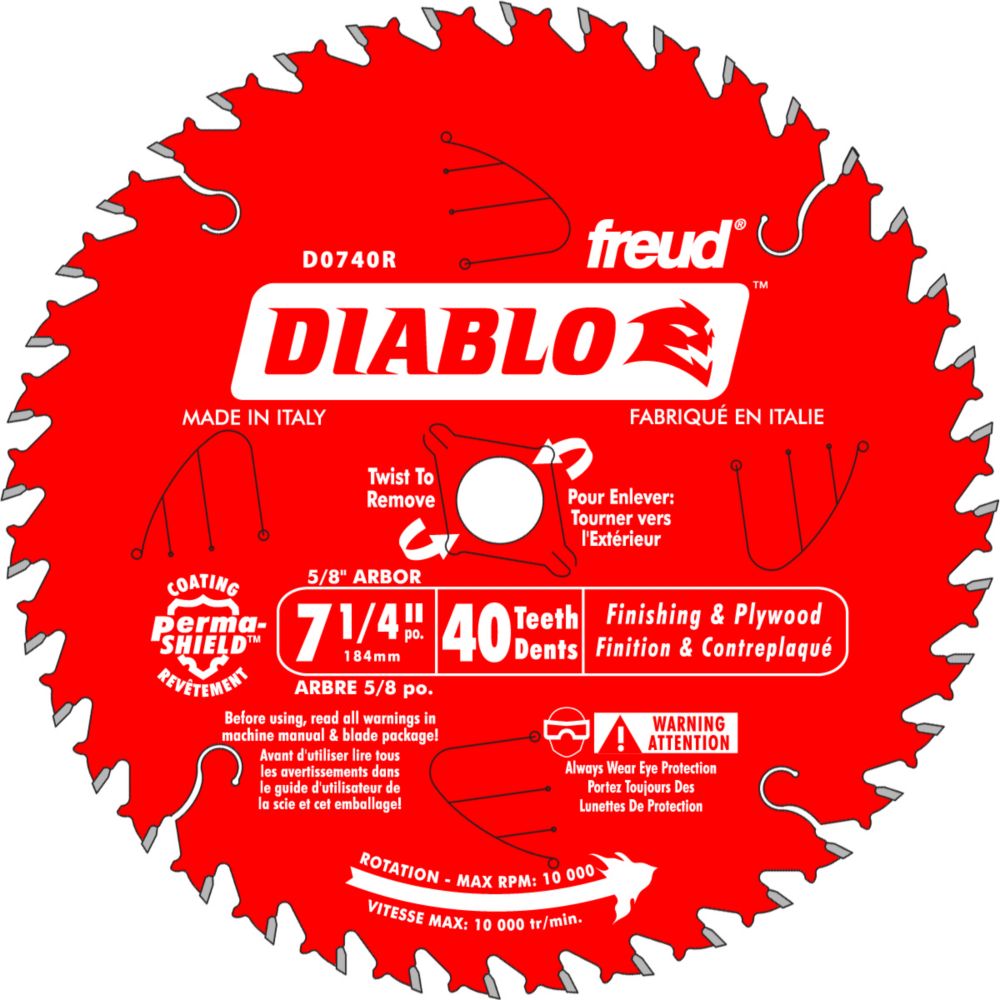 D0740R
freud®
DIABLO™
MADE IN ITALY
FABRIQUÉ EN ITALIE
Twist To
Remove
Pour Enlever:
Tourner vers
l'Extérieur
COATING
Perma-
SHIELD™
REVÊTEMENT
5/8" ARBOR
7 1/4" po.
184mm
ARBRE 5/8 po.
40 Teeth
Dents
Finishing & Plywood
Finition & Contreplaqué
Before using, read all warnings in
machine manual & blade package!
Avant d'utiliser lire tous
les avertissements dans
le guide d'utilisateur de
la scie et cet emballage!
WARNING
ATTENTION
Always Wear Eye Protection
Portez Toujours Des
Lunettes De Protection
ROTATION - MAX RPM: 10 000
VITESSE MAX: 10 000 tr/min.